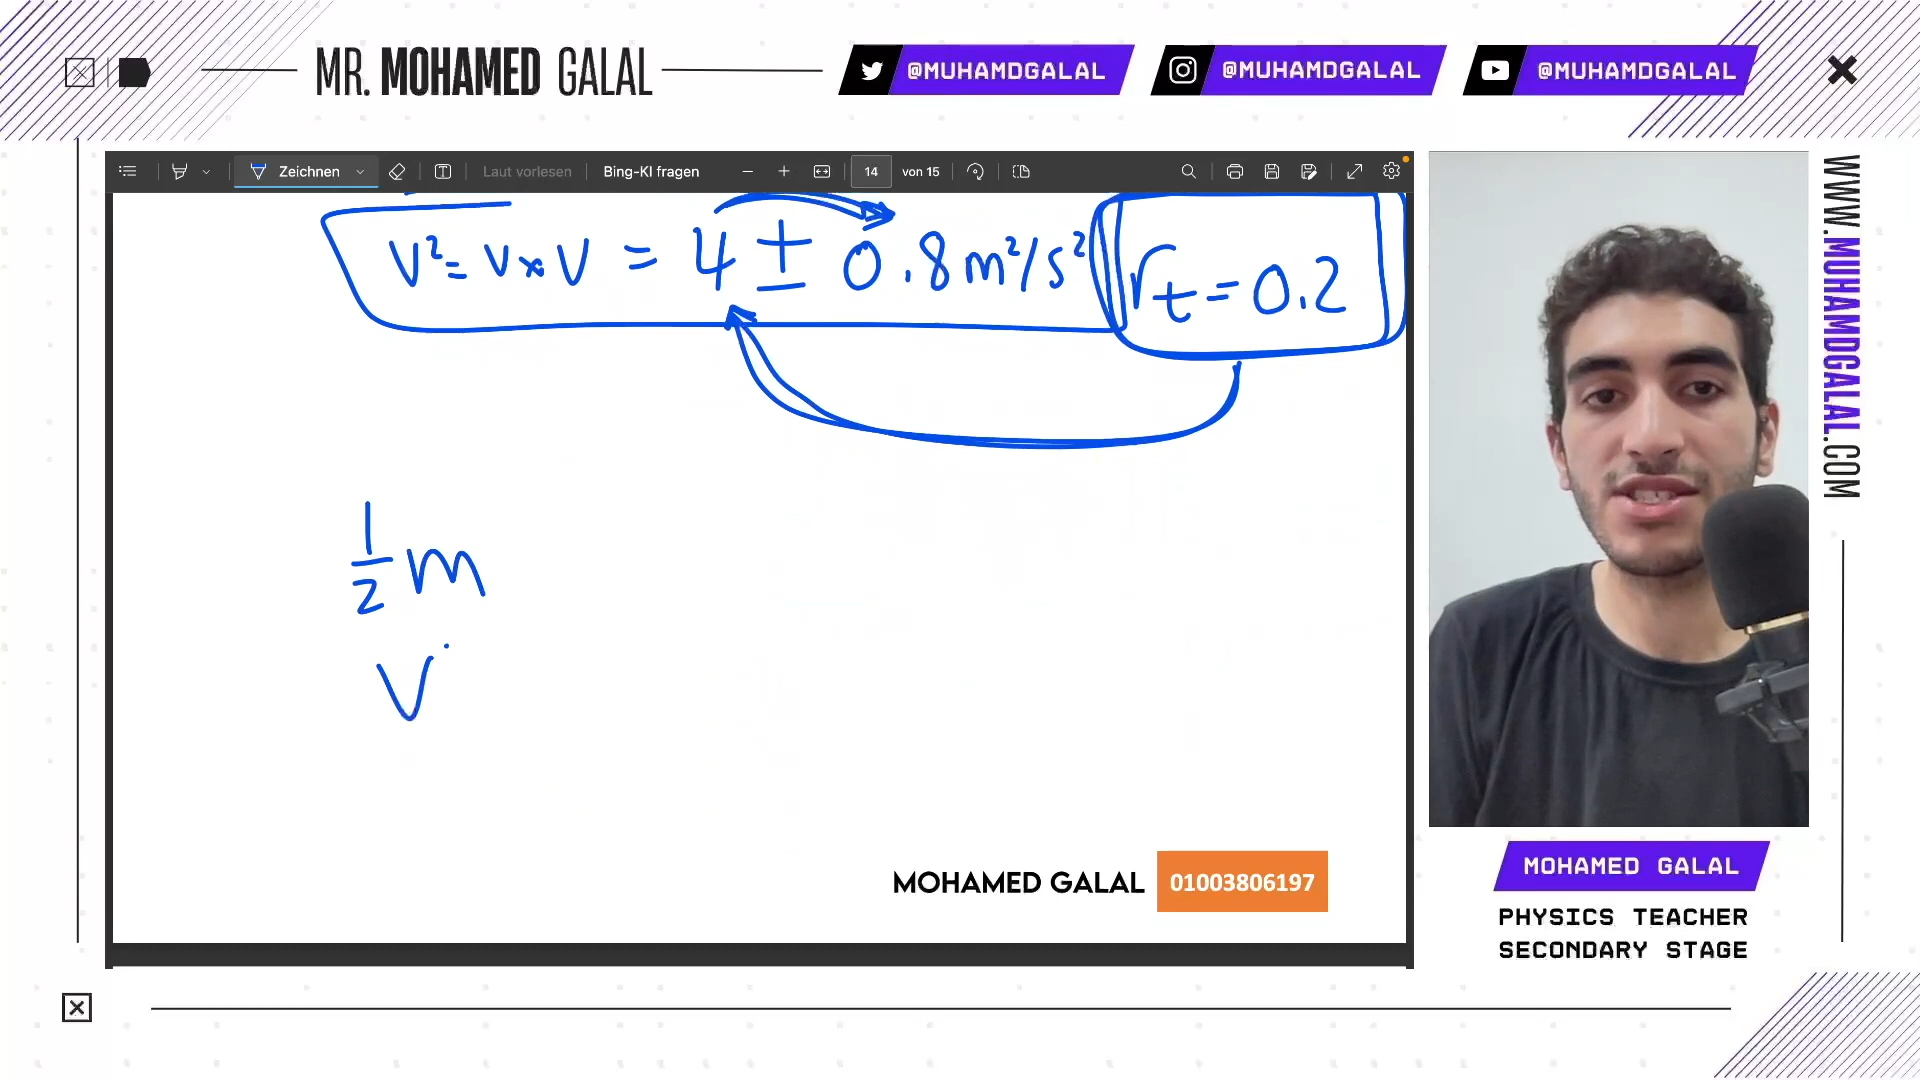 MR. MOHAMED GALAL
@MUHAMDGALAL
@MUHAMDGALAL
@MUHAMDGALAL
Zeichnen
Laut vorlesen
Bing-KI fragen
14
von 15
V²= V×V = 4 ± 0.8 m²/s²
r_t = 0.2
1/2 m
V
MOHAMED GALAL
01003806197
WWW.MUHAMDGALAL.COM
MOHAMED GALAL
PHYSICS TEACHER
SECONDARY STAGE